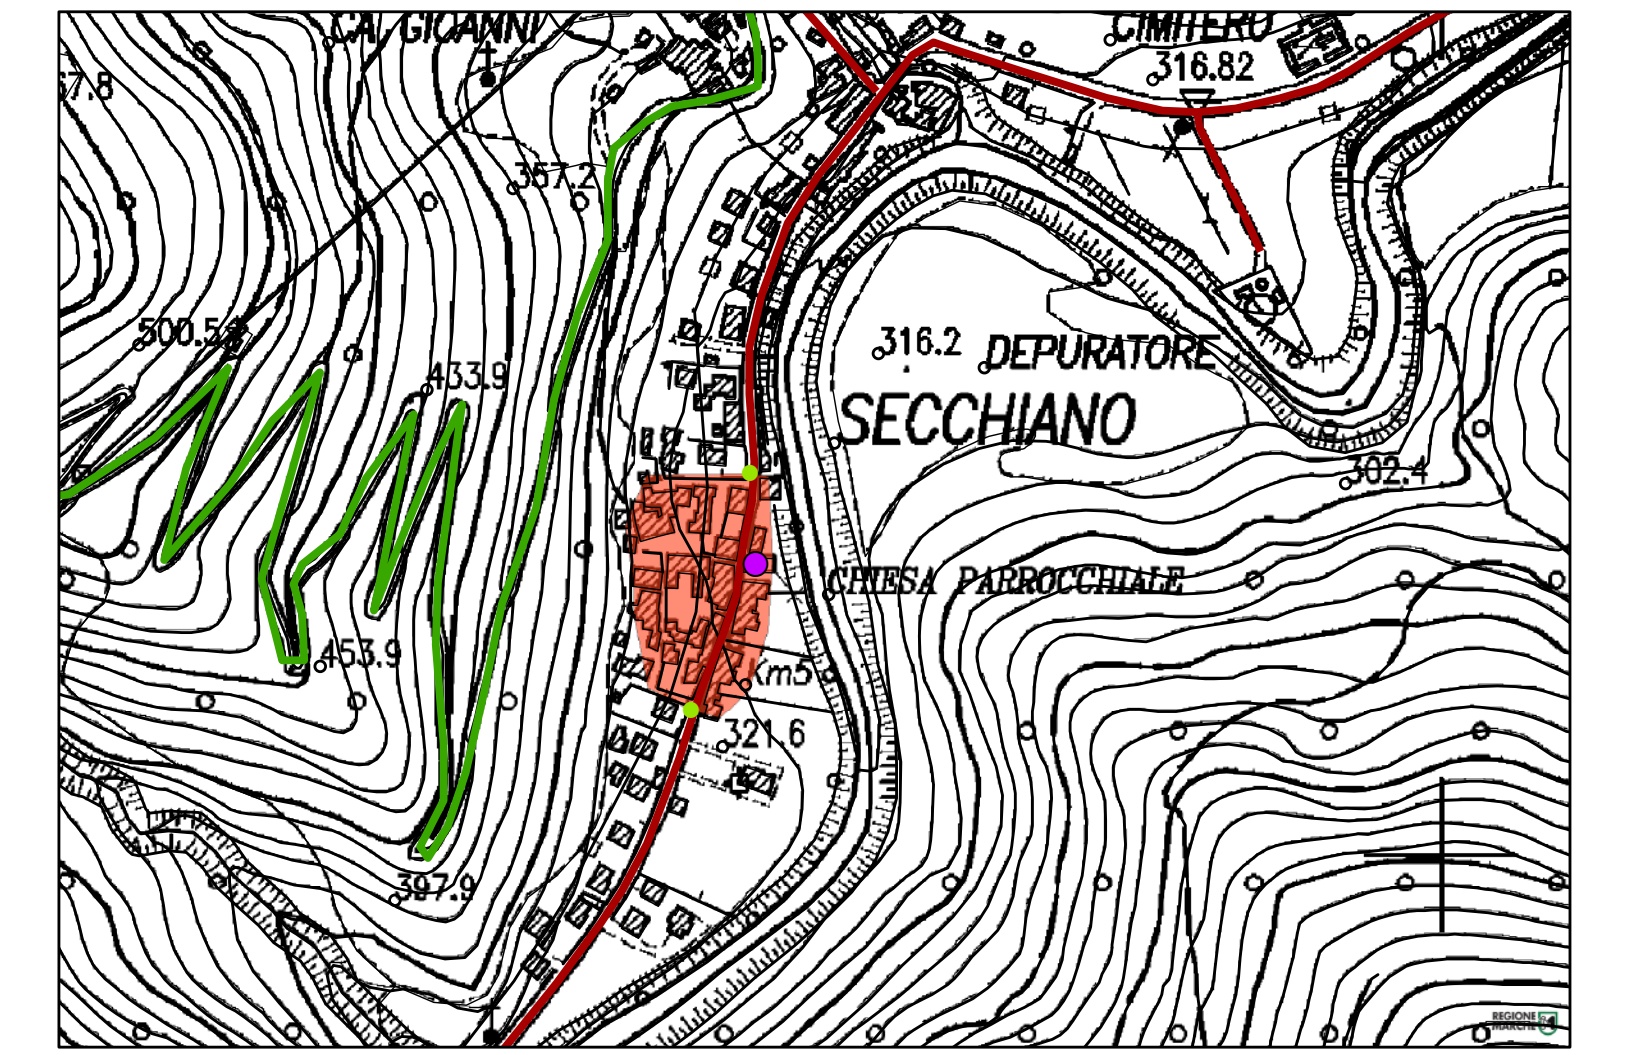 CA' GIOANNI
CIMITERO
316.82
57.8
357.2
500.5
316.2
DEPURATORE
433.9
SECCHIANO
302.4
CHIESA PARROCCHIALE
453.9
Km5
321.6
397.9
REGIONE
MARCHE